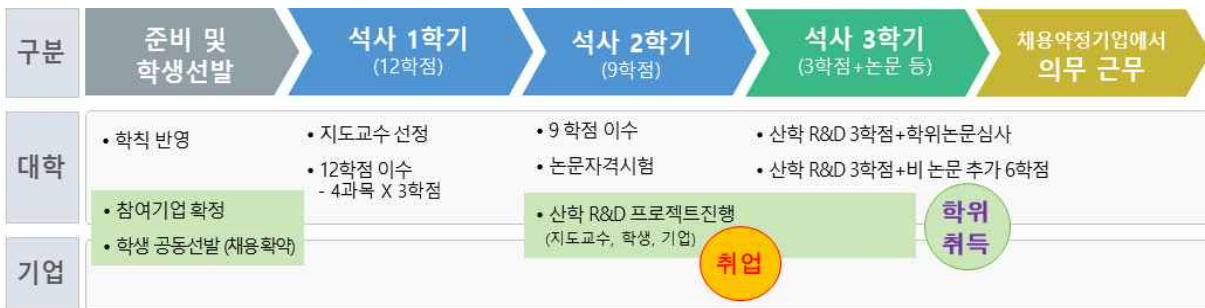 구분
준비 및
학생선발
석사 1학기
(12학점)
석사 2학기
(9학점)
석사 3학기
(3학점+논문 등)
채용약정기업에서
의무 근무
대학
• 학칙 반영
• 참여기업 확정
• 학생 공동선발 (채용확약)
• 지도교수 선정
• 12학점 이수
- 4과목 X 3학점
• 9 학점 이수
• 논문자격시험
• 산학 R&D 프로젝트진행
(지도교수, 학생, 기업)
취업
• 산학 R&D 3학점+학위논문심사
• 산학 R&D 3학점+비 논문 추가 6학점
학위
취득
기업